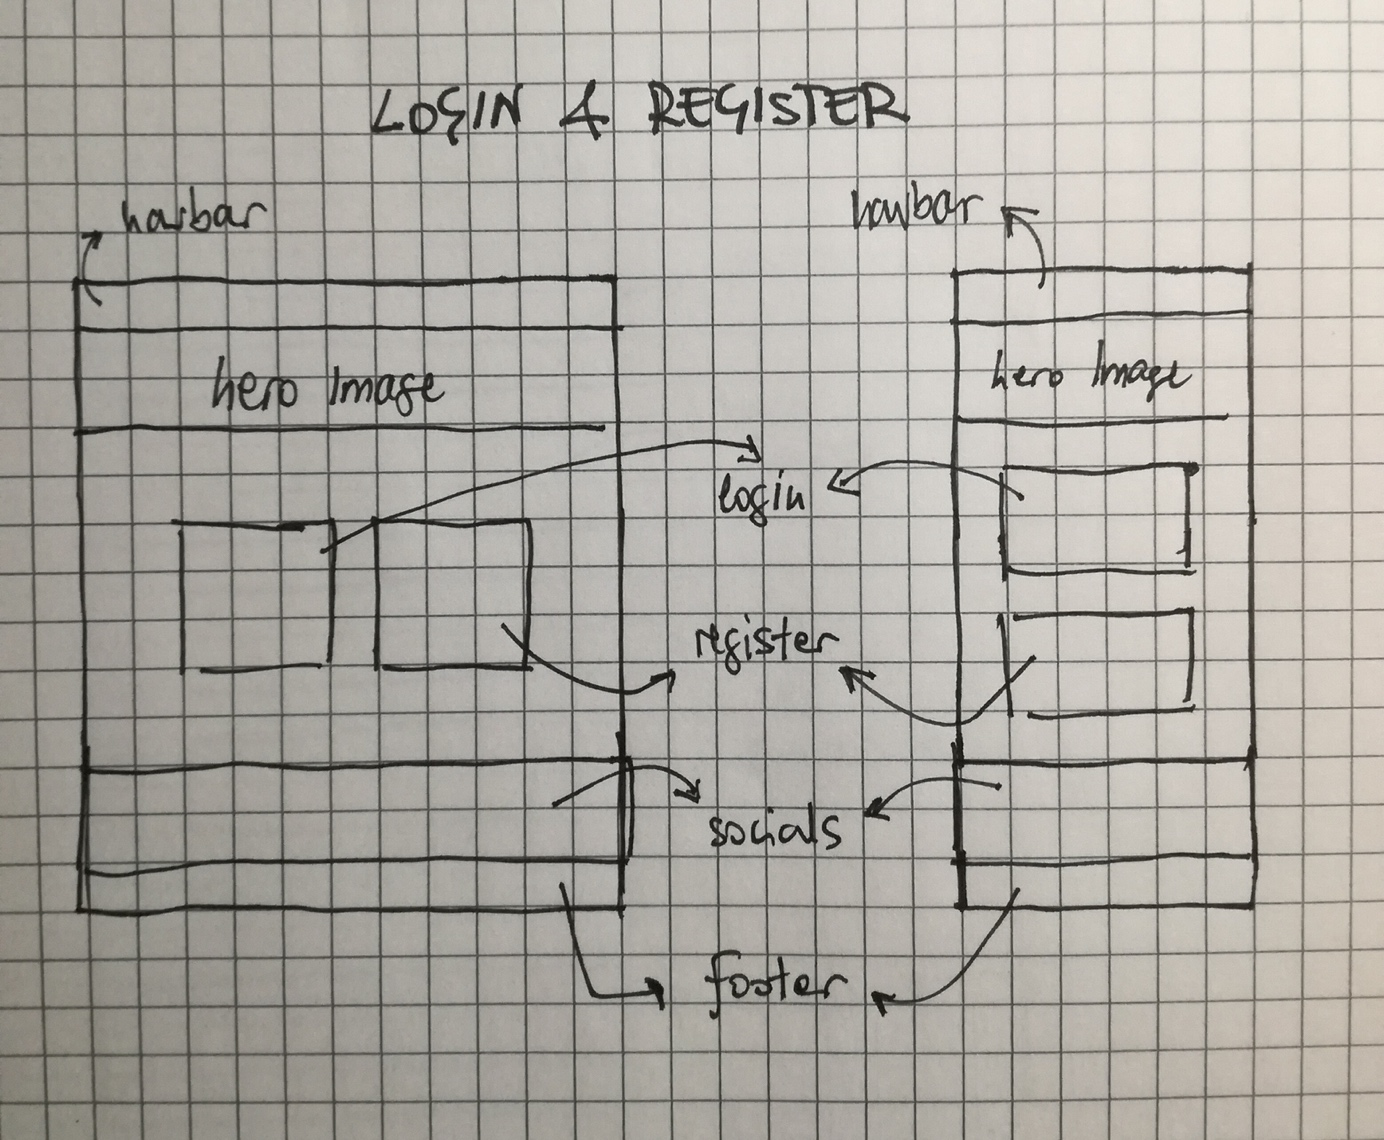 LOGIN & REGISTER
navbar
navbar
hero Image
hero Image
login
register
socials
footer